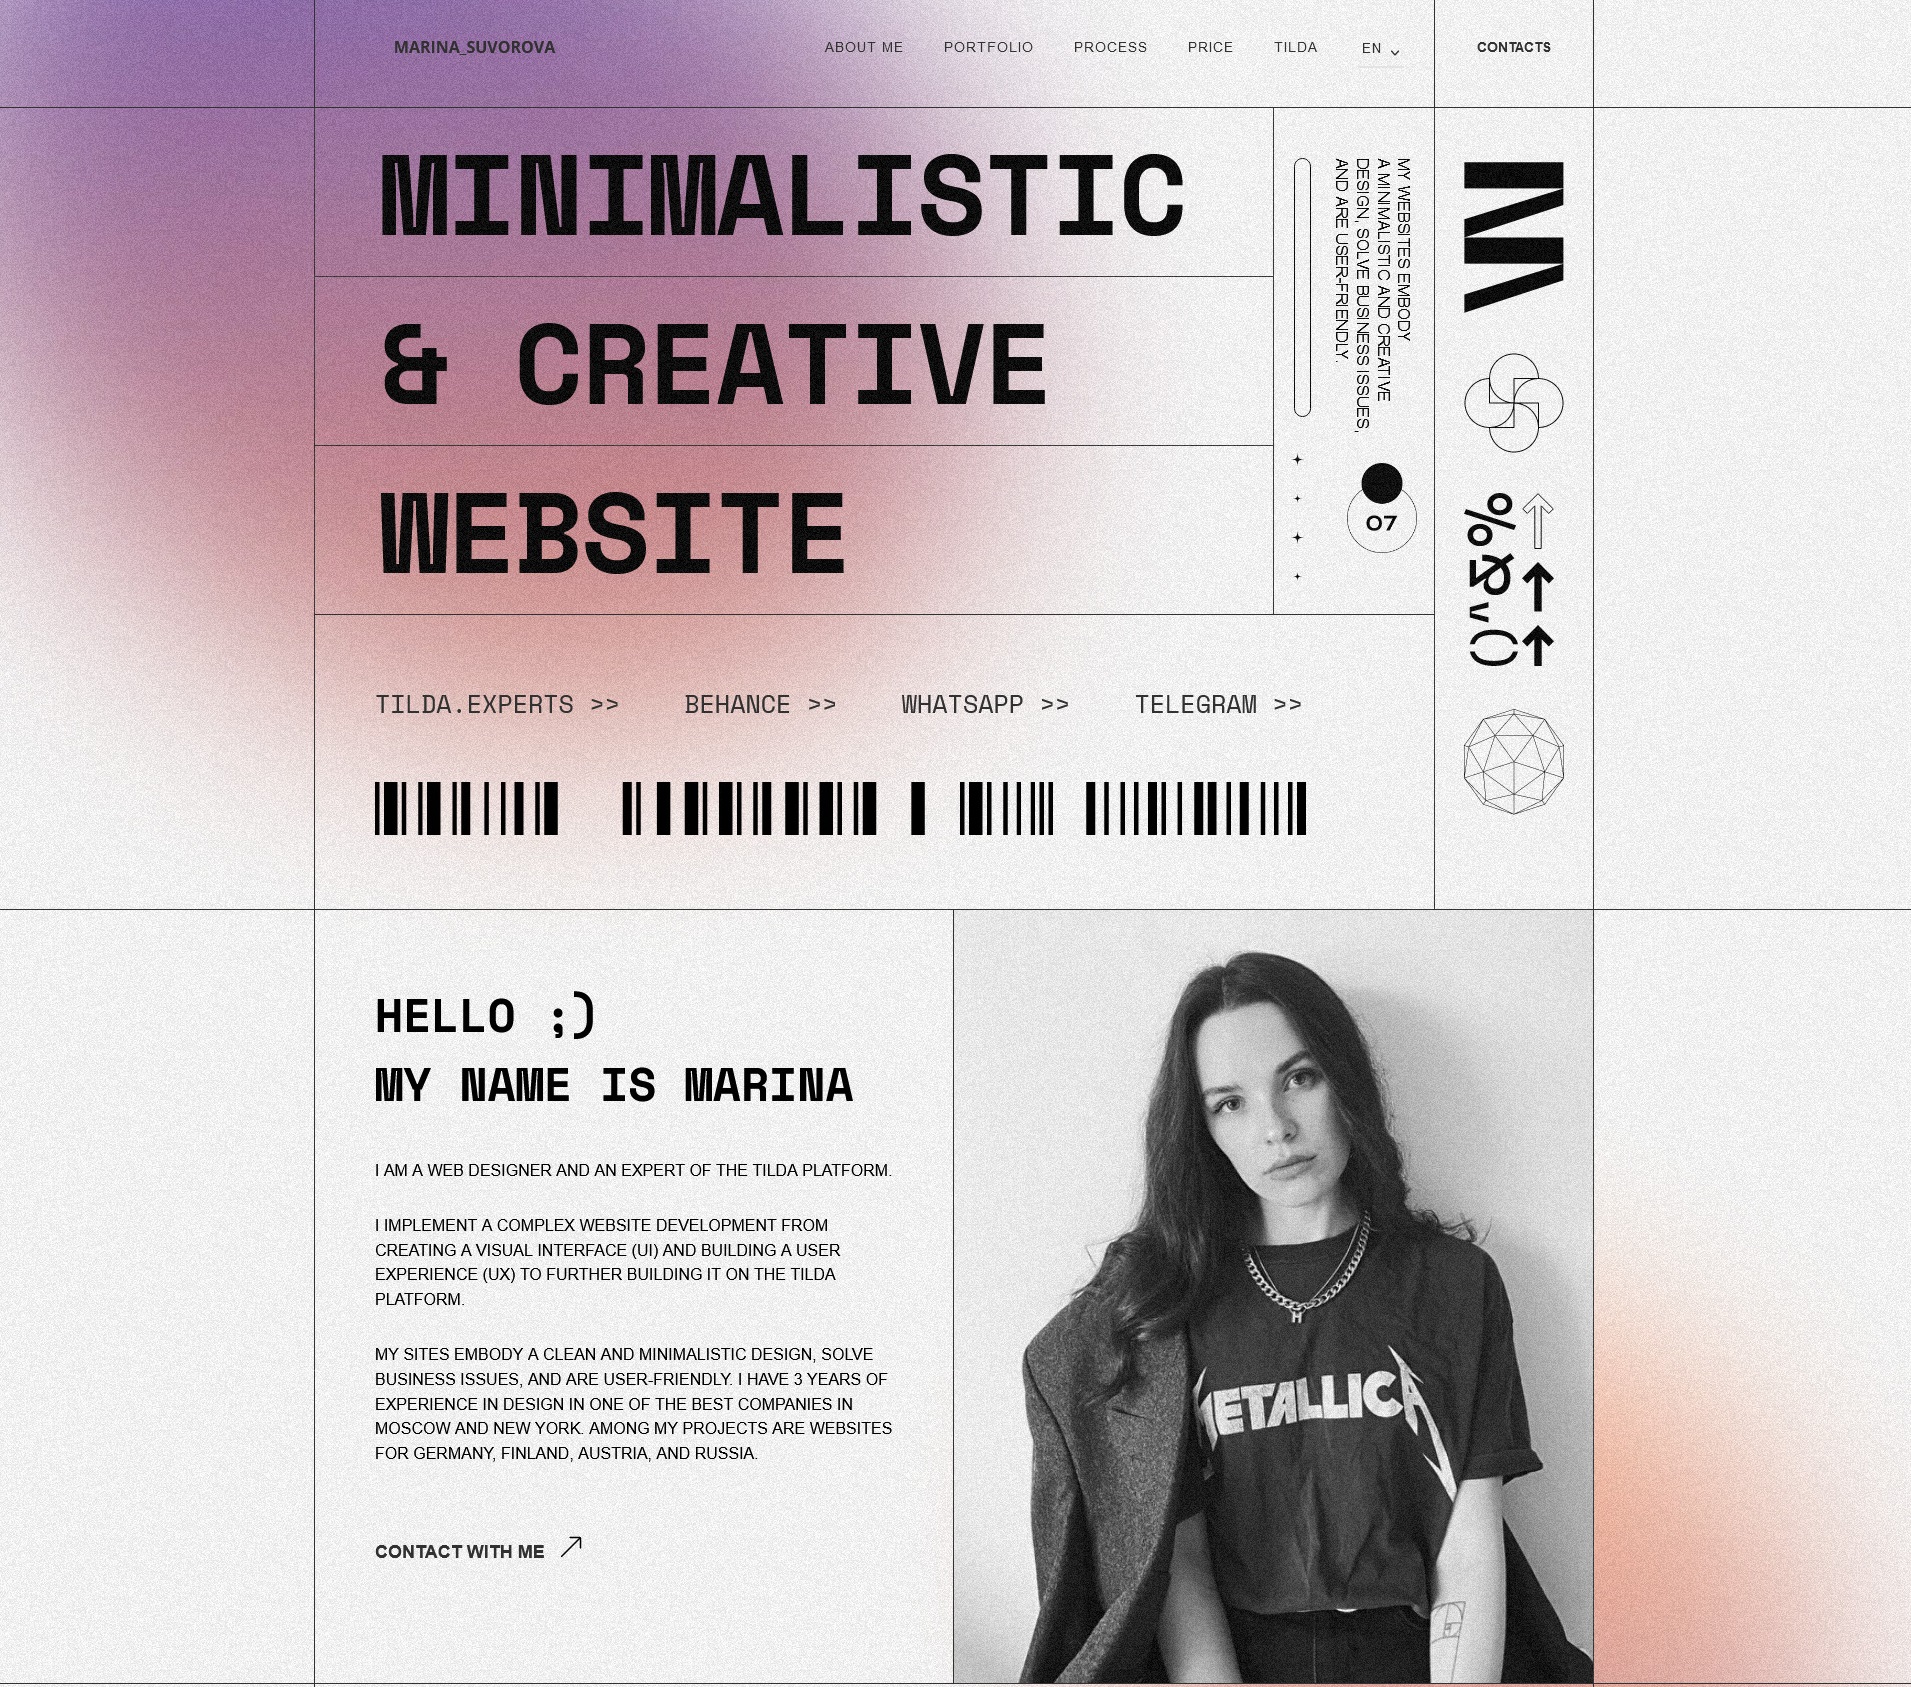 MARINA_SUVOROVA
ABOUT ME
PORTFOLIO
PROCESS
PRICE
TILDA
EN
CONTACTS
MINIMALISTIC
& CREATIVE
WEBSITE
MY WEBSITES EMBODY
A MINIMALISTIC AND CREATIVE
DESIGN, SOLVE BUSINESS ISSUES,
AND ARE USER-FRIENDLY.
07
%&^()
TILDA.EXPERTS >>
BEHANCE >>
WHATSAPP >>
TELEGRAM >>
HELLO ;)
MY NAME IS MARINA
I AM A WEB DESIGNER AND AN EXPERT OF THE TILDA PLATFORM.
I IMPLEMENT A COMPLEX WEBSITE DEVELOPMENT FROM
CREATING A VISUAL INTERFACE (UI) AND BUILDING A USER
EXPERIENCE (UX) TO FURTHER BUILDING IT ON THE TILDA
PLATFORM.
MY SITES EMBODY A CLEAN AND MINIMALISTIC DESIGN, SOLVE
BUSINESS ISSUES, AND ARE USER-FRIENDLY. I HAVE 3 YEARS OF
EXPERIENCE IN DESIGN IN ONE OF THE BEST COMPANIES IN
MOSCOW AND NEW YORK. AMONG MY PROJECTS ARE WEBSITES
FOR GERMANY, FINLAND, AUSTRIA, AND RUSSIA.
CONTACT WITH ME
H
METALLICA